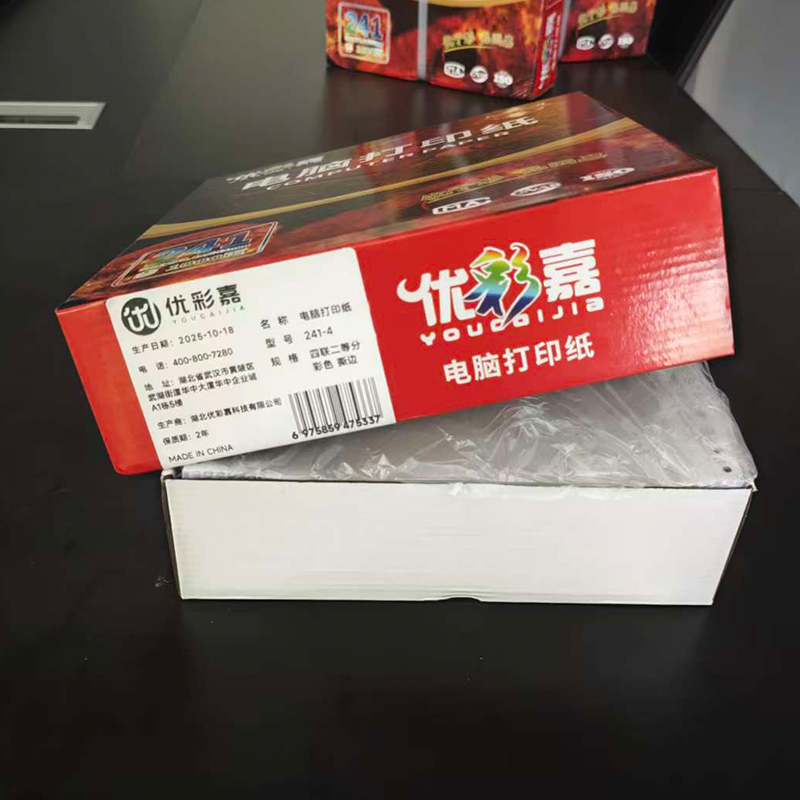 241
ISO
电脑打印纸
COMPUTER PAPER
ISO
241
优彩嘉
YOUCAIJIA
生产日期：2025-10-18
电 话：400-800-7280
地 址：湖北省武汉市黄陂区
武湖街道华中大道华中企业城
A1栋5楼
生产商：湖北优彩嘉科技有限公司
保质期：2年
MADE IN CHINA
名 称 电脑打印纸
型 号 241-4
规 格 四联二等分
彩色 撕边
6 975859 475337
优彩嘉
YOUCAIJIA
电脑打印纸